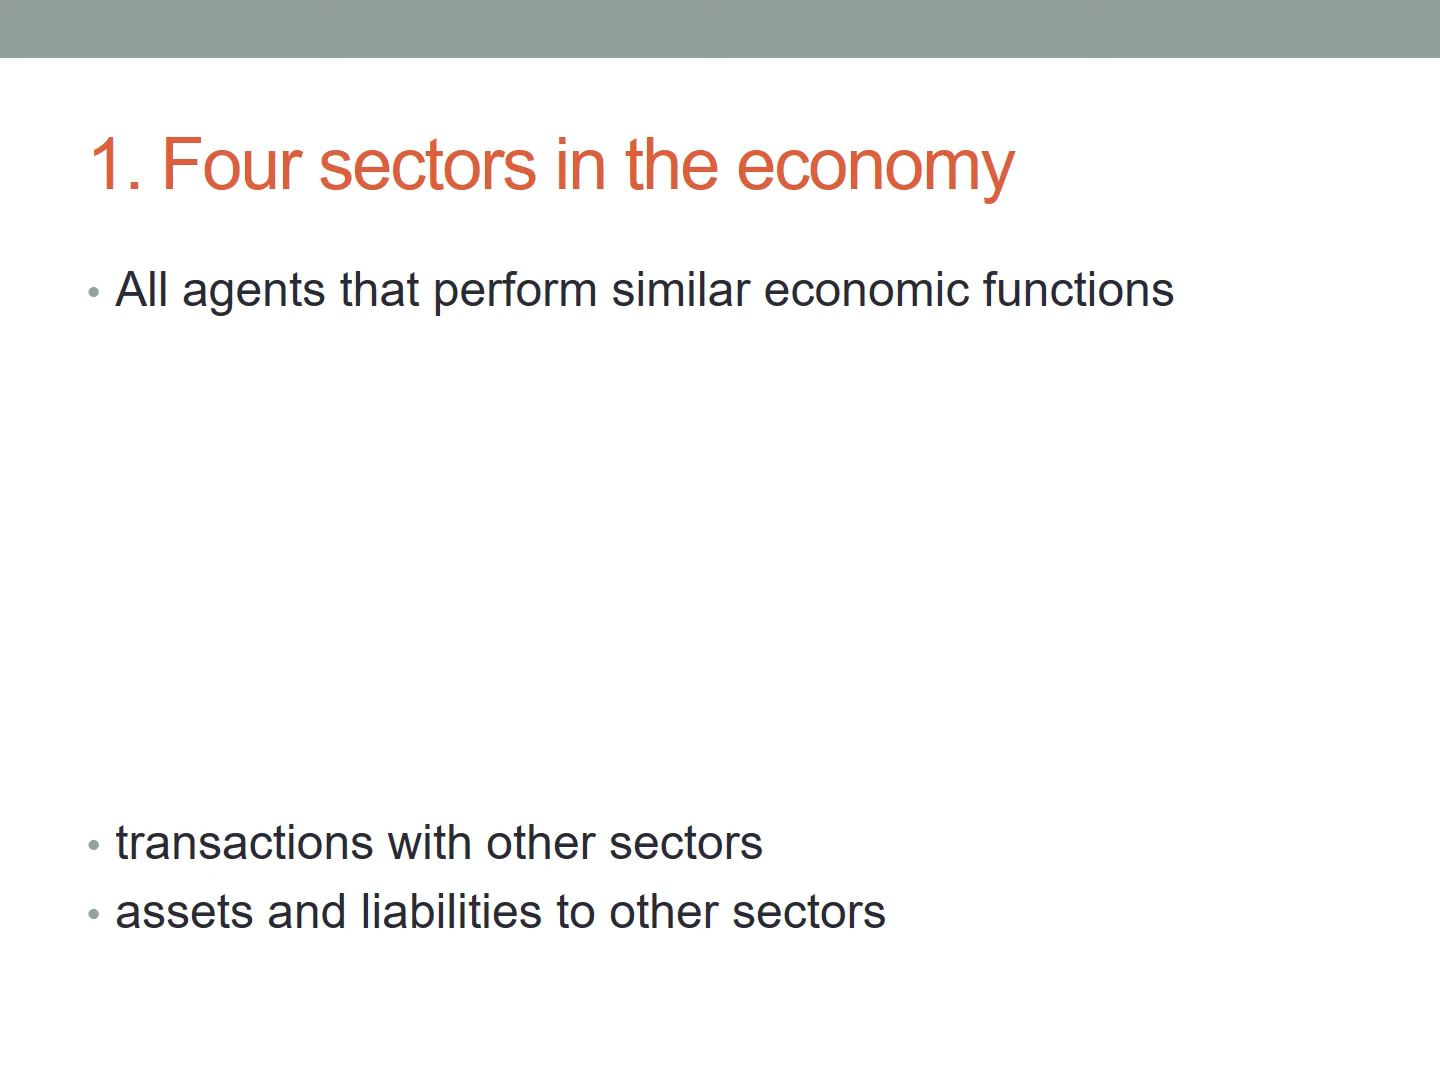 1. Four sectors in the economy
• All agents that perform similar economic functions
• transactions with other sectors
• assets and liabilities to other sectors